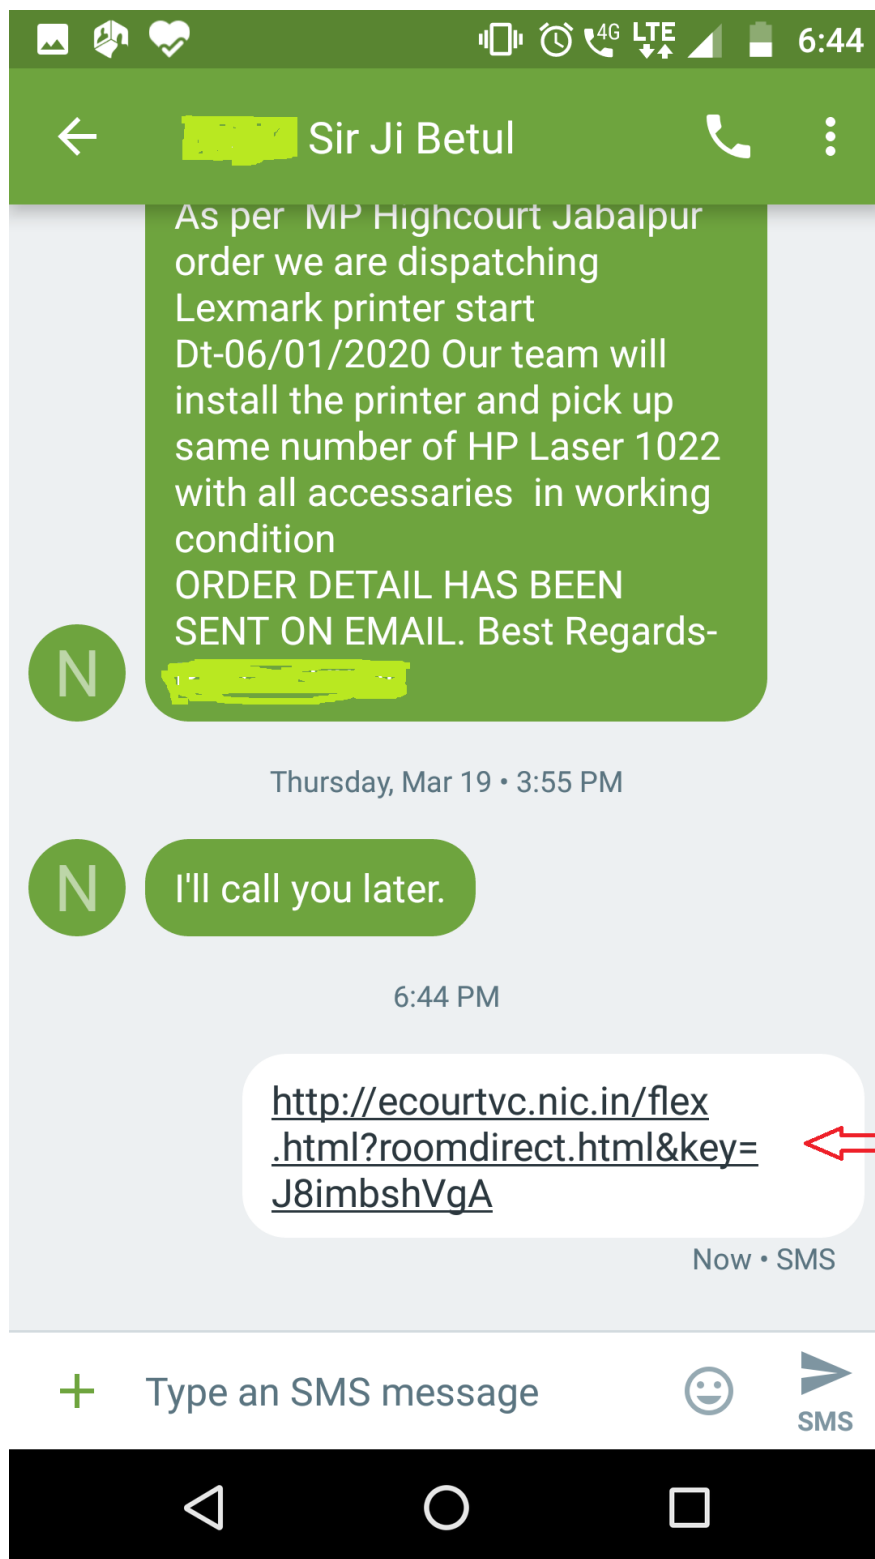 4G LTE 6:44
Sir Ji Betul
As per  MP Highcourt Jabalpur
order we are dispatching
Lexmark printer start
Dt-06/01/2020 Our team will
install the printer and pick up
same number of HP Laser 1022
with all accessaries  in working
condition
ORDER DETAIL HAS BEEN
SENT ON EMAIL. Best Regards-
N
Thursday, Mar 19 • 3:55 PM
N
I'll call you later.
6:44 PM
http://ecourtvc.nic.in/flex
.html?roomdirect.html&key=
J8imbshVgA
Now • SMS
Type an SMS message
SMS